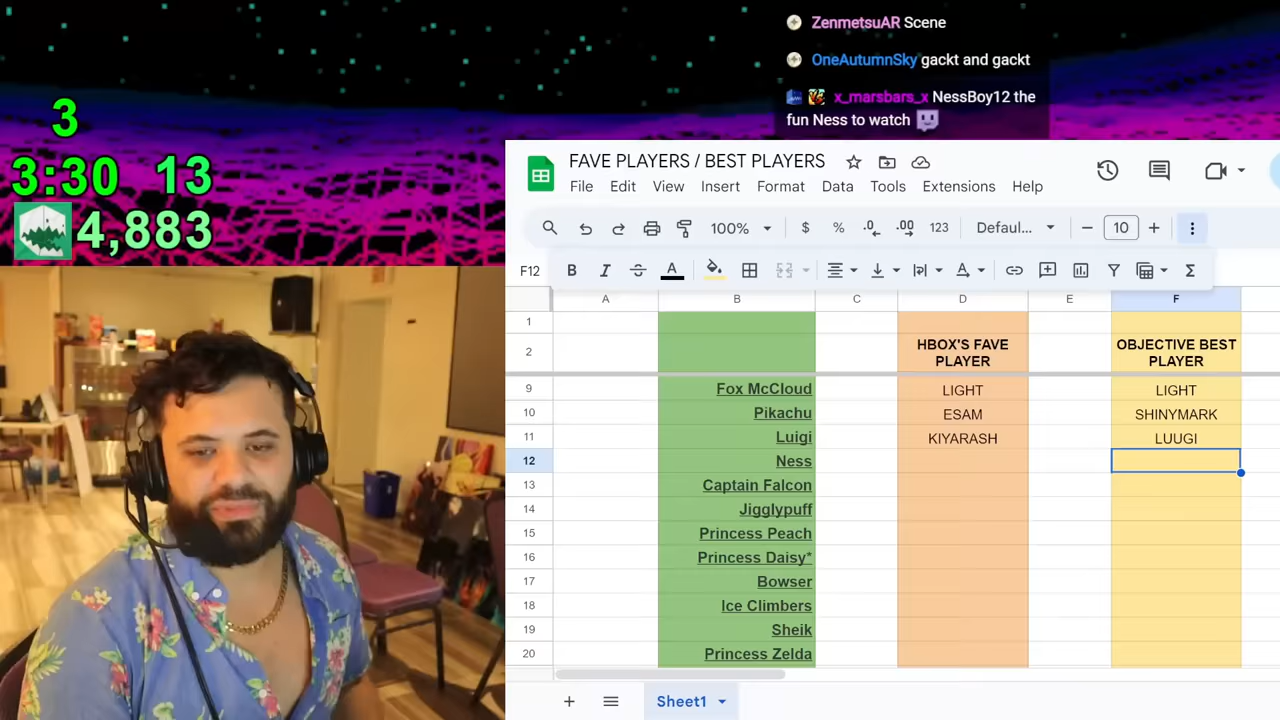 ZenmetsuAR Scene
OneAutumnSky gackt and gackt
x_marsbars_x NessBoy12 the
fun Ness to watch
3
3:30 13
4,883
FAVE PLAYERS / BEST PLAYERS
File Edit View Insert Format Data Tools Extensions Help
100% $ % .0 .00 123 Defaul... 10
F12 B I S A Σ
A B C D E F
1
2 HBOX'S FAVE PLAYER OBJECTIVE BEST PLAYER
9 Fox McCloud LIGHT LIGHT
10 Pikachu ESAM SHINYMARK
11 Luigi KIYARASH LUUGI
12 Ness
13 Captain Falcon
14 Jigglypuff
15 Princess Peach
16 Princess Daisy*
17 Bowser
18 Ice Climbers
19 Sheik
20 Princess Zelda
Sheet1